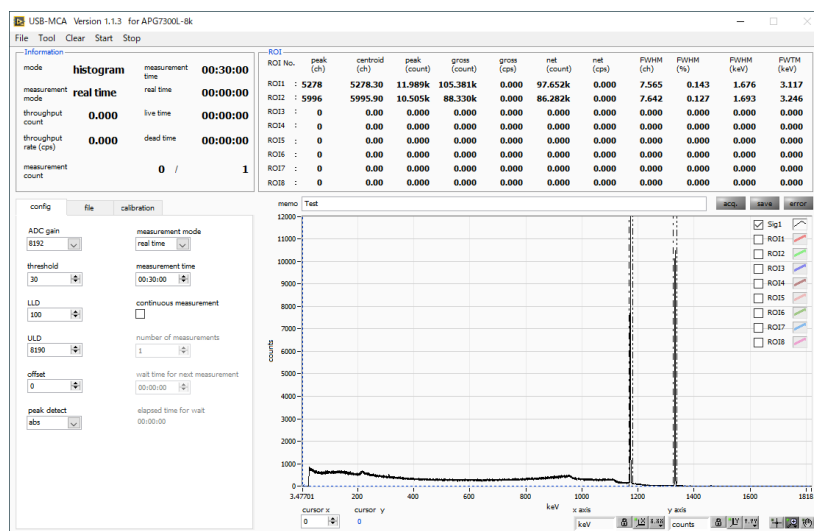 USB-MCA Version 1.1.3 for APG7300L-8k
File Tool Clear Start Stop
Information
mode histogram measurement time 00:30:00
measurement mode real time real time 00:00:00
throughput count 0.000 live time 00:00:00
throughput rate (cps) 0.000 dead time 00:00:00
measurement count 0 / 1
ROI
ROI No. peak (ch) centroid (ch) peak (count) gross (count) gross (cps) net (count) net (cps) FWHM (ch) FWHM (%) FWHM (keV) FWTM (keV)
ROI1 : 5278 5278.30 11.989k 105.381k 0.000 97.652k 0.000 7.565 0.143 1.676 3.117
ROI2 : 5996 5995.90 10.505k 88.330k 0.000 86.282k 0.000 7.642 0.127 1.693 3.246
ROI3 : 0 0.00 0.000 0.000 0.000 0.000 0.000 0.000 0.000 0.000 0.000
ROI4 : 0 0.00 0.000 0.000 0.000 0.000 0.000 0.000 0.000 0.000 0.000
ROI5 : 0 0.00 0.000 0.000 0.000 0.000 0.000 0.000 0.000 0.000 0.000
ROI6 : 0 0.00 0.000 0.000 0.000 0.000 0.000 0.000 0.000 0.000 0.000
ROI7 : 0 0.00 0.000 0.000 0.000 0.000 0.000 0.000 0.000 0.000 0.000
ROI8 : 0 0.00 0.000 0.000 0.000 0.000 0.000 0.000 0.000 0.000 0.000
config file calibration
ADC gain measurement mode
8192 real time
threshold measurement time
30 00:30:00
LLD continuous measurement
100
ULD number of measurements
8190 1
offset wait time for next measurement
0 00:00:00
peak detect elapsed time for wait
abs 00:00:00
memo Test acq. save error
12000
11000
10000
9000
8000
7000
6000
5000
4000
3000
2000
1000
0
counts
Sig1
ROI1
ROI2
ROI3
ROI4
ROI5
ROI6
ROI7
ROI8
3.47701 200 400 600 800 1000 1200 1400 1600 1818
keV
cursor x cursor y x axis y axis
0 0 keV counts